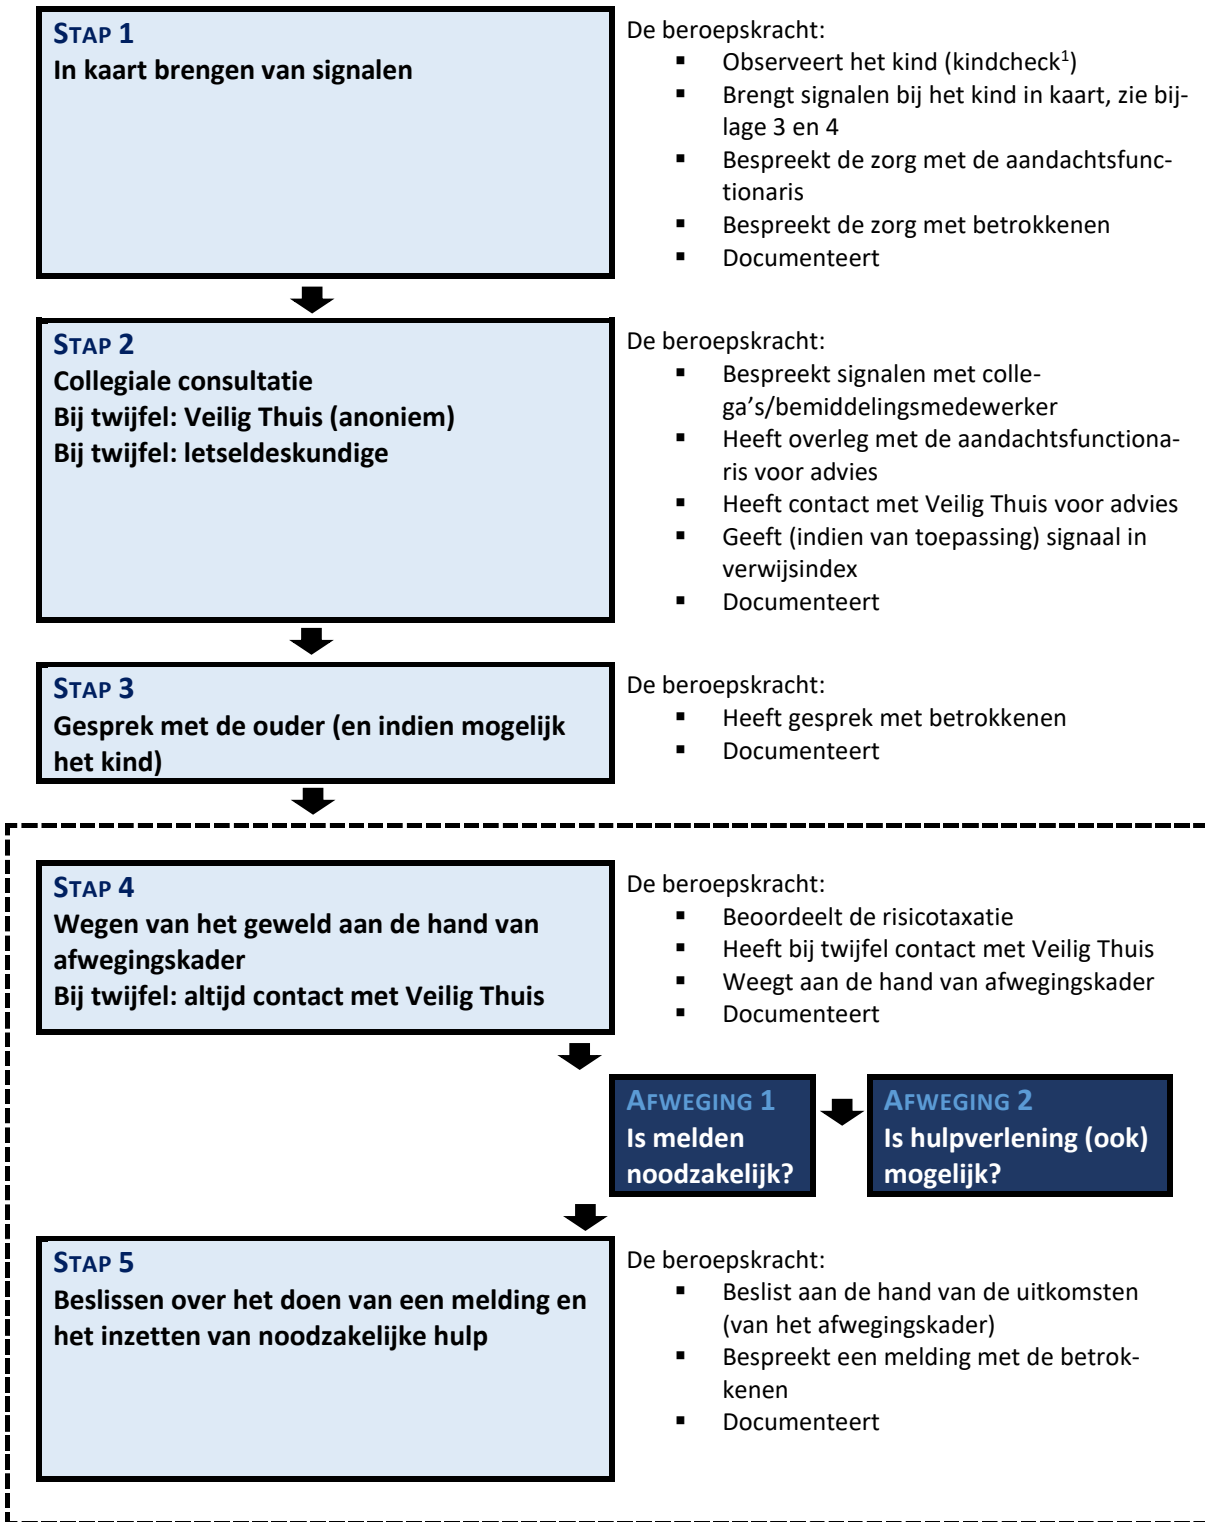 STAP 1
In kaart brengen van signalen
De beroepskracht:
▪ Observeert het kind (kindcheck¹)
▪ Brengt signalen bij het kind in kaart, zie bij-
lage 3 en 4
▪ Bespreekt de zorg met de aandachtsfunc-
tionaris
▪ Bespreekt de zorg met betrokkenen
▪ Documenteert
STAP 2
Collegiale consultatie
Bij twijfel: Veilig Thuis (anoniem)
Bij twijfel: letseldeskundige
De beroepskracht:
▪ Bespreekt signalen met colle-
ga’s/bemiddelingsmedewerker
▪ Heeft overleg met de aandachtsfunctiona-
ris voor advies
▪ Heeft contact met Veilig Thuis voor advies
▪ Geeft (indien van toepassing) signaal in
verwijsindex
▪ Documenteert
STAP 3
Gesprek met de ouder (en indien mogelijk
het kind)
De beroepskracht:
▪ Heeft gesprek met betrokkenen
▪ Documenteert
STAP 4
Wegen van het geweld aan de hand van
afwegingskader
Bij twijfel: altijd contact met Veilig Thuis
De beroepskracht:
▪ Beoordeelt de risicotaxatie
▪ Heeft bij twijfel contact met Veilig Thuis
▪ Weegt aan de hand van afwegingskader
▪ Documenteert
AFWEGING 1
Is melden
noodzakelijk?
AFWEGING 2
Is hulpverlening (ook)
mogelijk?
STAP 5
Beslissen over het doen van een melding en
het inzetten van noodzakelijke hulp
De beroepskracht:
▪ Beslist aan de hand van de uitkomsten
(van het afwegingskader)
▪ Bespreekt een melding met de betrok-
kenen
▪ Documenteert